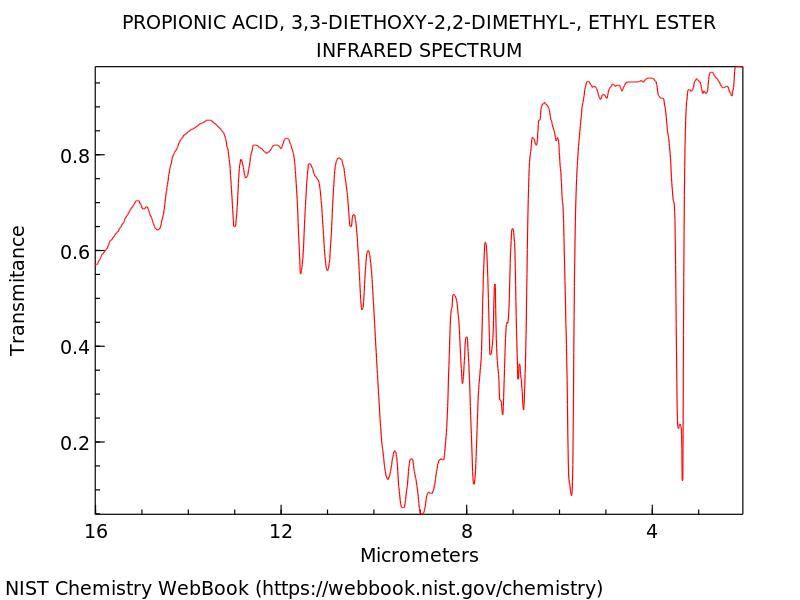 PROPIONIC ACID, 3,3-DIETHOXY-2,2-DIMETHYL-, ETHYL ESTER
INFRARED SPECTRUM
0.8
0.6
0.4
0.2
Transmitance
16 12 8 4
Micrometers
NIST Chemistry WebBook (https://webbook.nist.gov/chemistry)